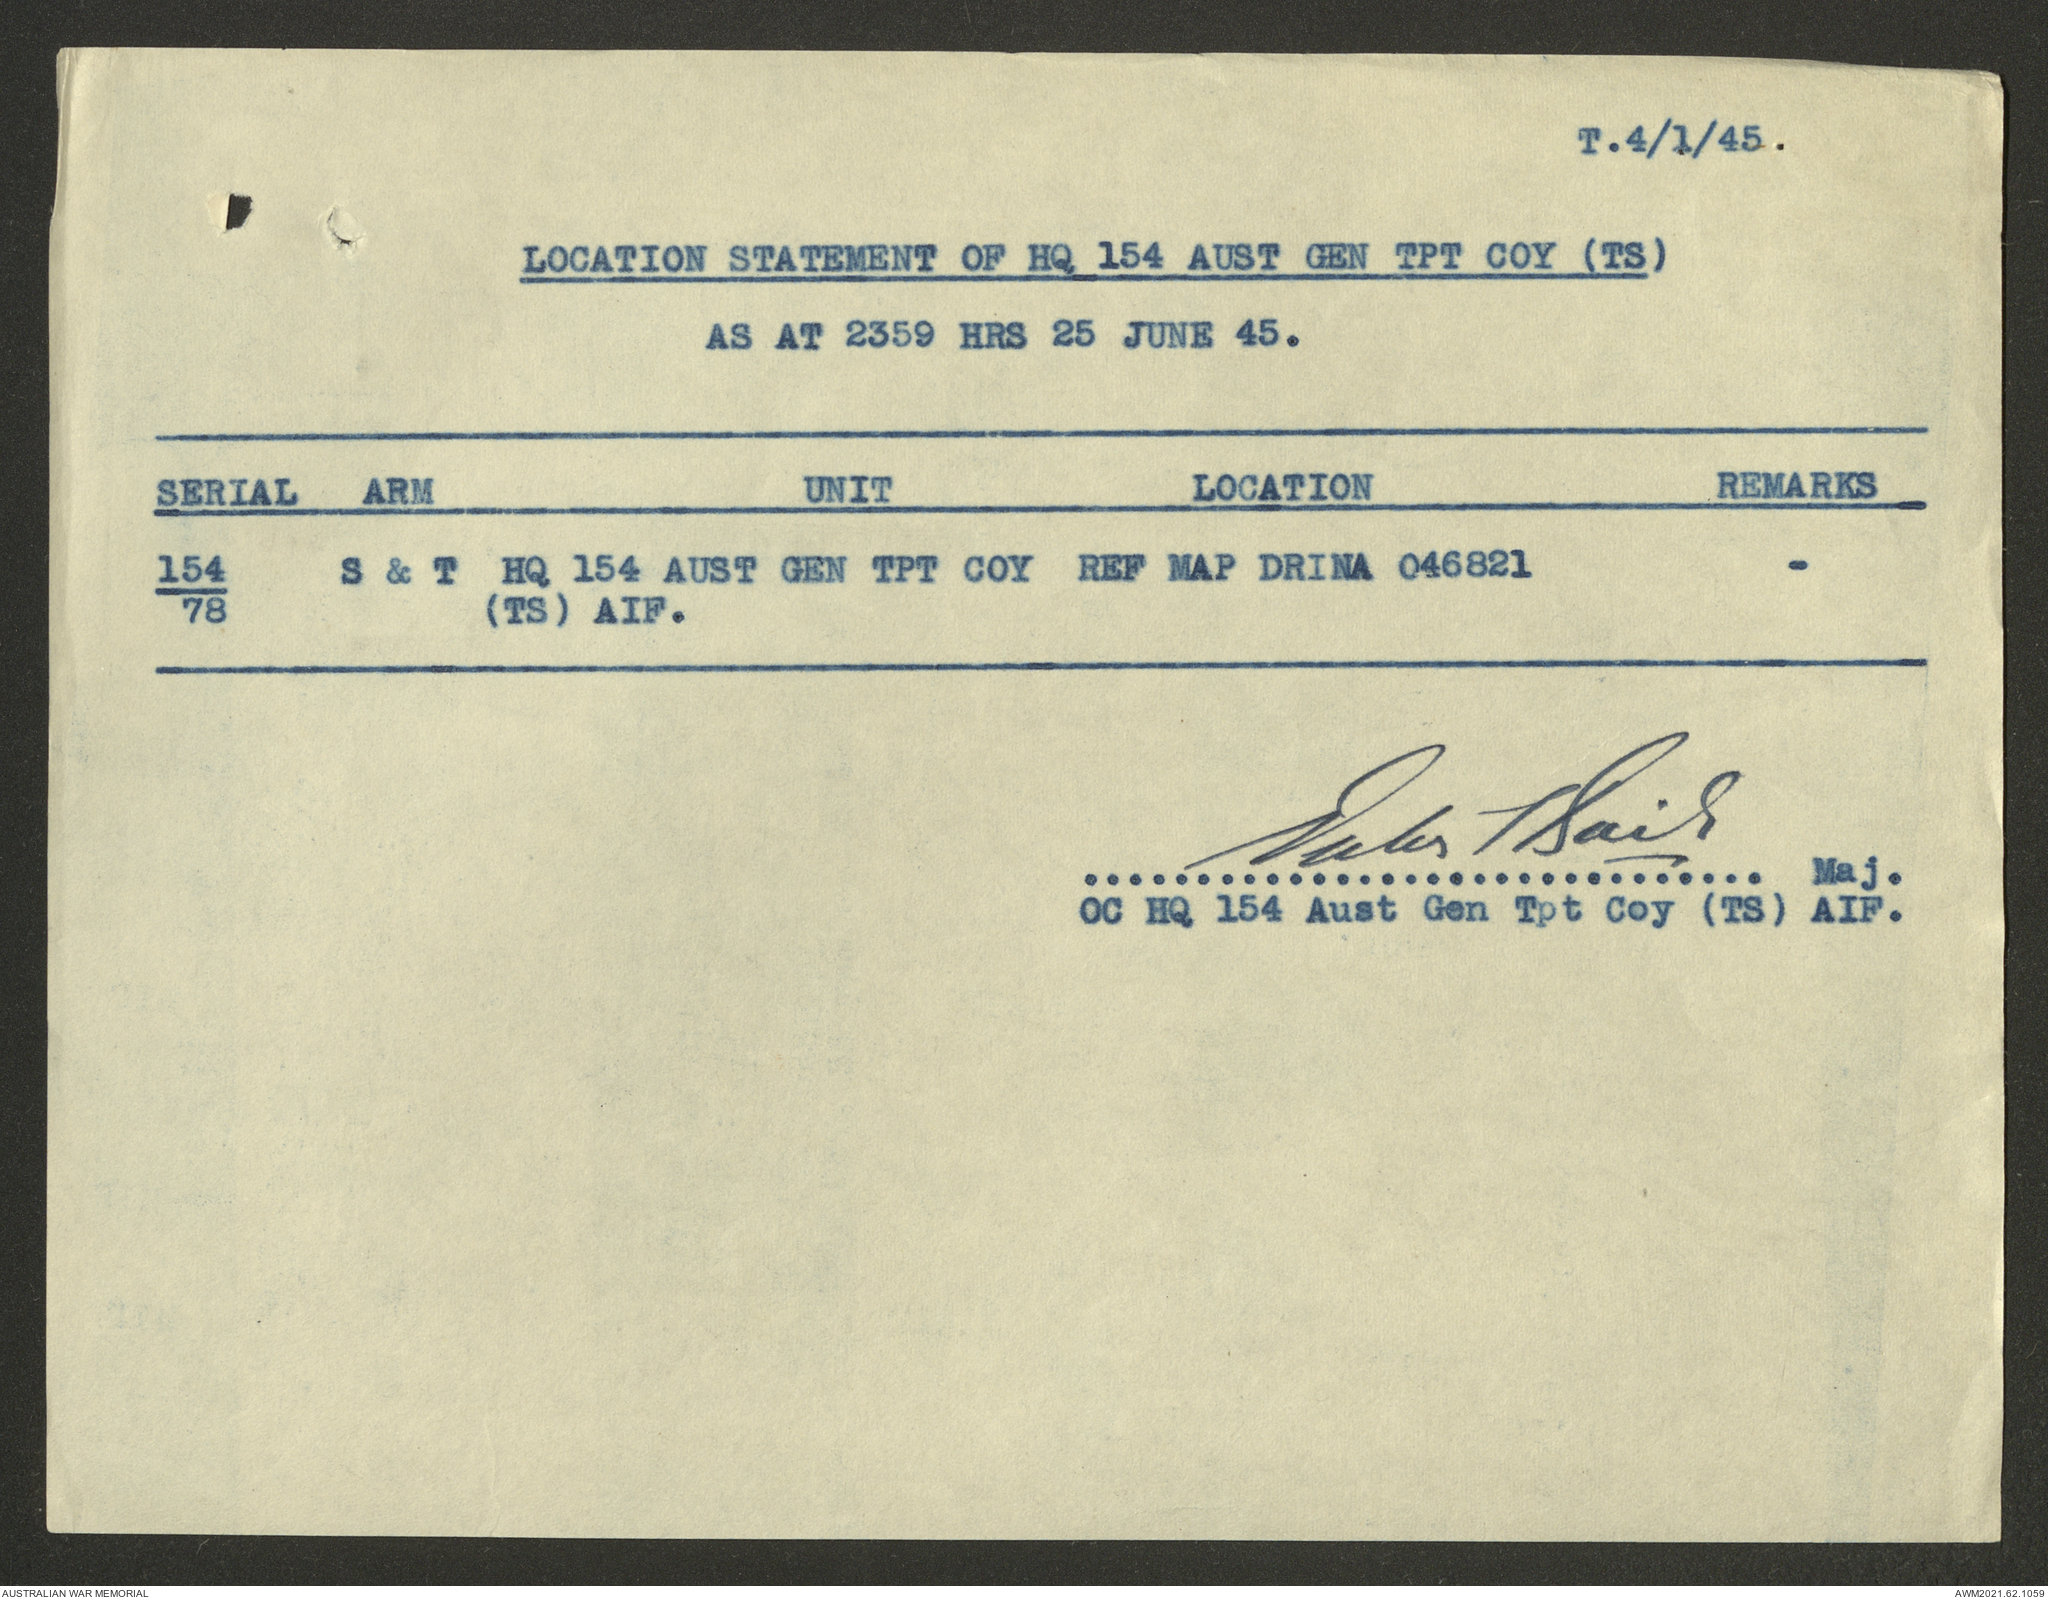 T.4/1/45.
LOCATION STATEMENT OF HQ 154 AUST GEN TPT COY (TS)
AS AT 2359 HRS 25 JUNE 45.
SERIAL ARM UNIT LOCATION REMARKS
154 S & T HQ 154 AUST GEN TPT COY REF MAP DRINA 046821 -
78 (TS) AIF.
.............................. Maj.
OC HQ 154 Aust Gen Tpt Coy (TS) AIF.
AUSTRALIAN WAR MEMORIAL AWM2021.62.1059